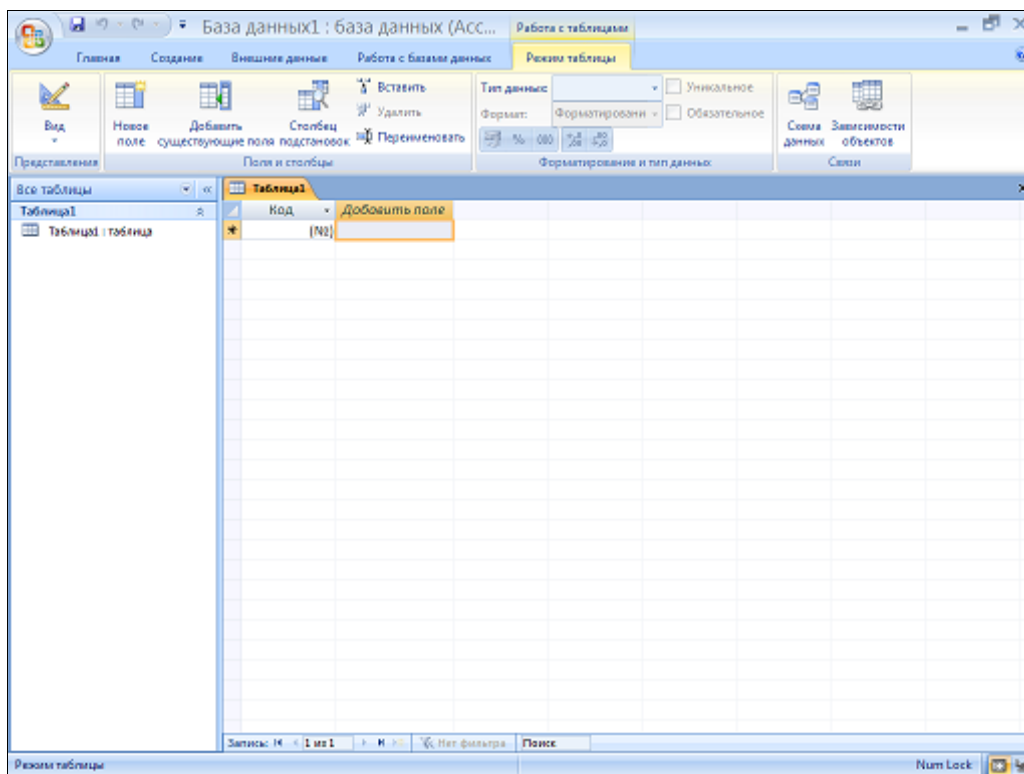 База данных1 : база данных (Acc...
Работа с таблицами
Главная Создание Внешние данные Работа с базами данных Режим таблицы
Вид
Новое поле
Добавить существующие поля
Столбец подстановок
Вставить
Удалить
Переименовать
Тип данных:
Формат: Форматировани
% 000
Уникальное
Обязательное
Схема данных
Зависимости объектов
Представления Поля и столбцы Форматирование и тип данных Связи
Все таблицы
Таблица1
Таблица1 : таблица
Таблица1
Код Добавить поле
(№)
Запись: 1 из 1 Нет фильтра Поиск
Режим таблицы Num Lock